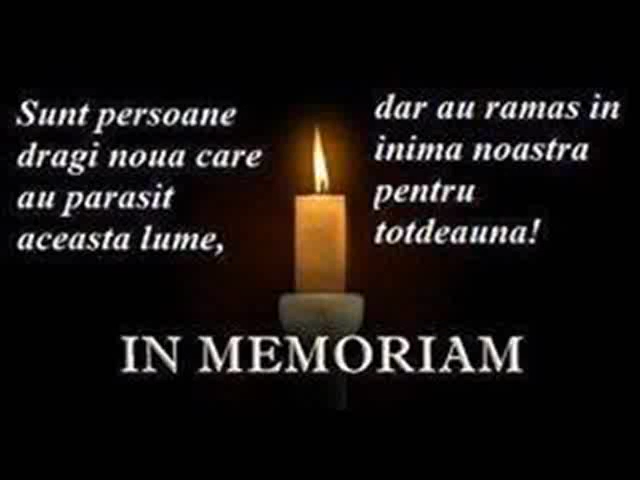 Sunt persoane
dragi noua care
au parasit
aceasta lume,
dar au ramas in
inima noastra
pentru
totdeauna!
IN MEMORIAM